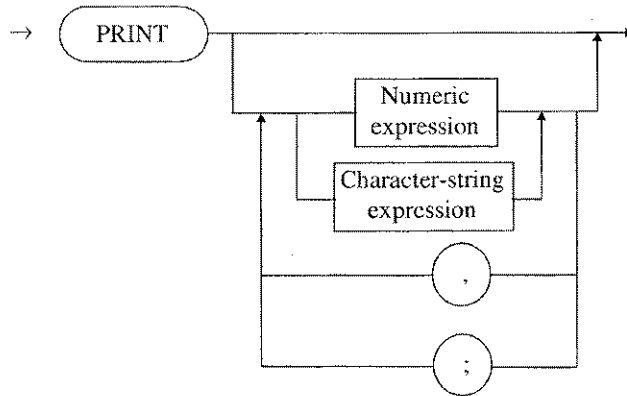 PRINT
Numeric
expression
Character-string
expression
,
;